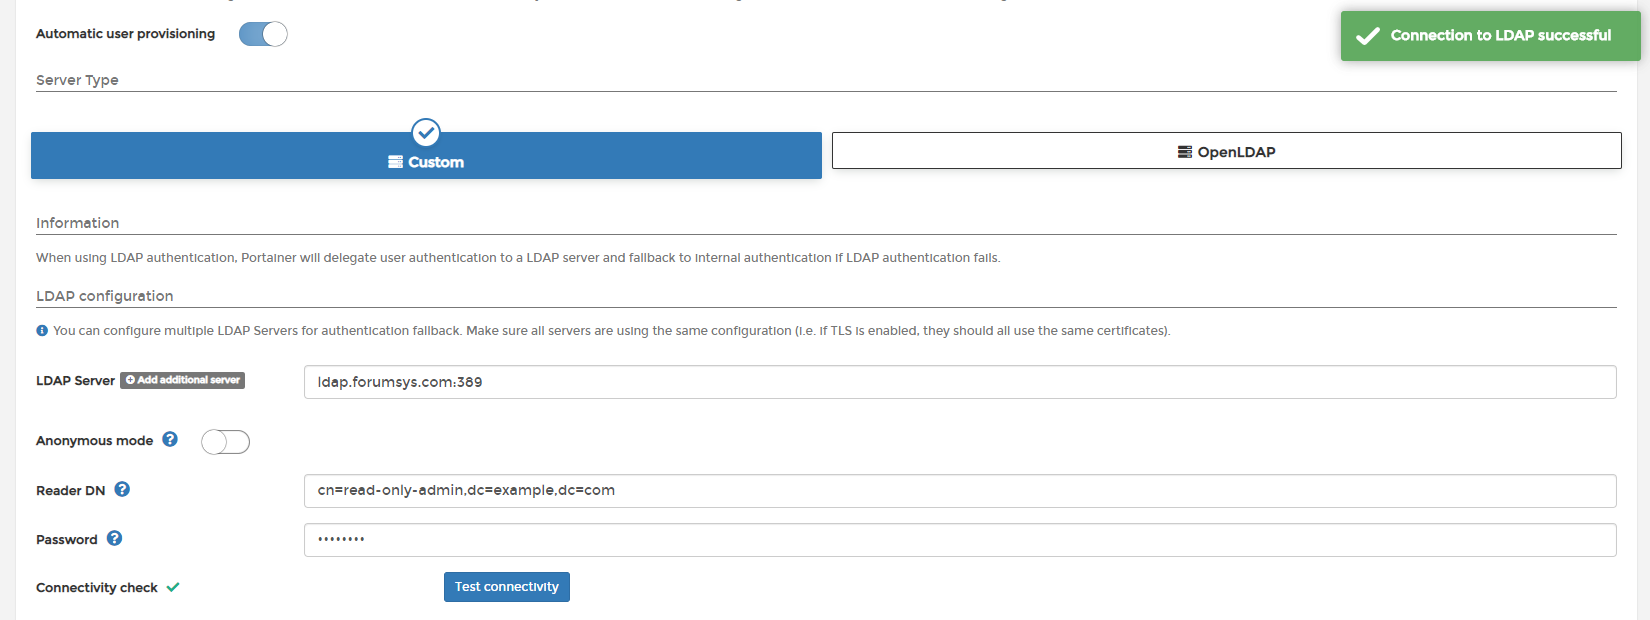 Automatic user provisioning
Connection to LDAP successful
Server Type
Custom
OpenLDAP
Information
When using LDAP authentication, Portainer will delegate user authentication to a LDAP server and fallback to internal authentication if LDAP authentication fails.
LDAP configuration
You can configure multiple LDAP Servers for authentication fallback. Make sure all servers are using the same configuration (i.e. if TLS is enabled, they should all use the same certificates).
LDAP Server Add additional server
ldap.forumsys.com:389
Anonymous mode
Reader DN
cn=read-only-admin,dc=example,dc=com
Password
••••••••
Connectivity check
Test connectivity